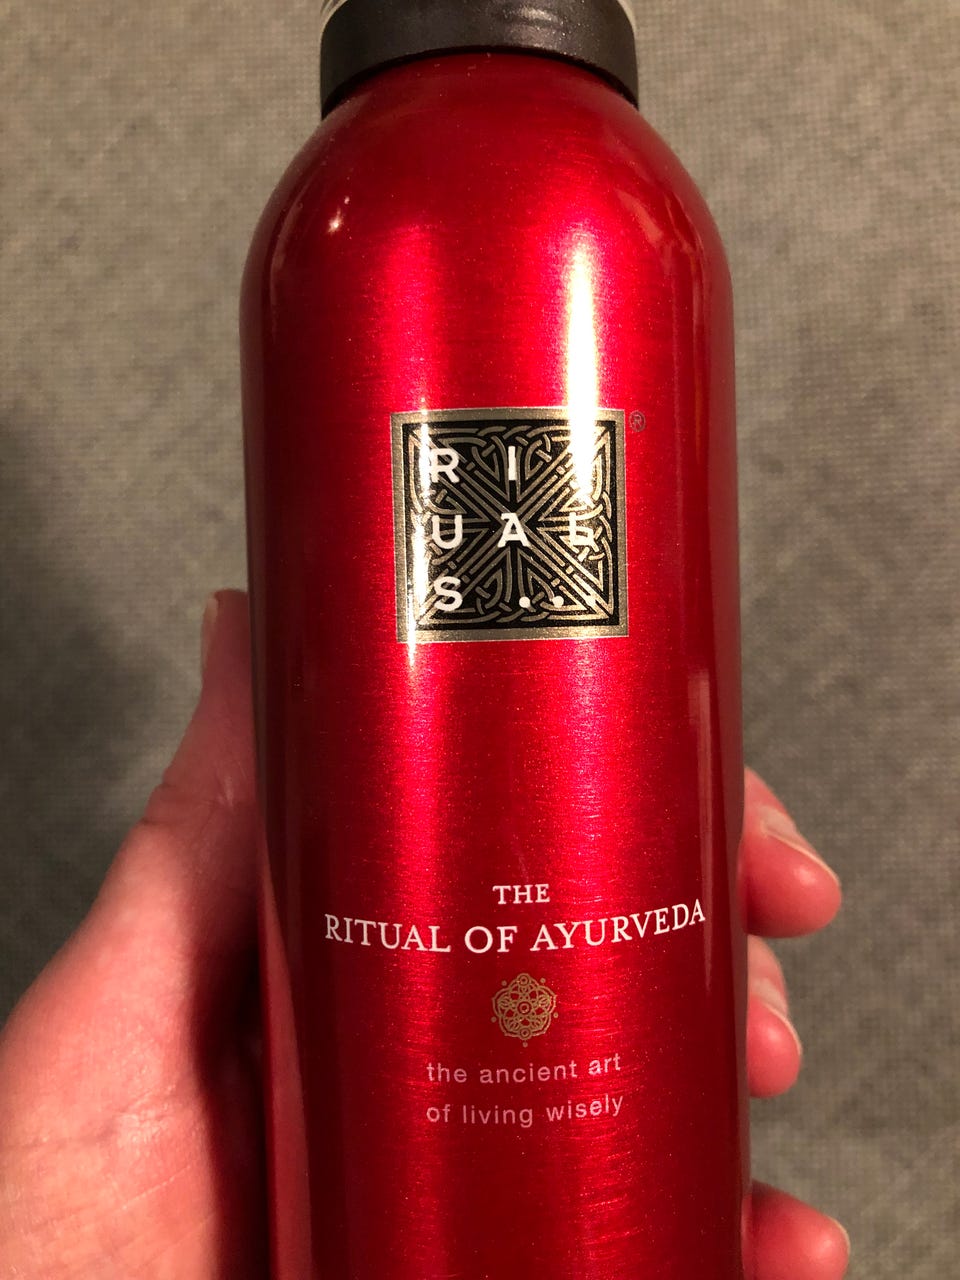 R I T
U A L
S . .
®
THE
RITUAL OF AYURVEDA
the ancient art
of living wisely